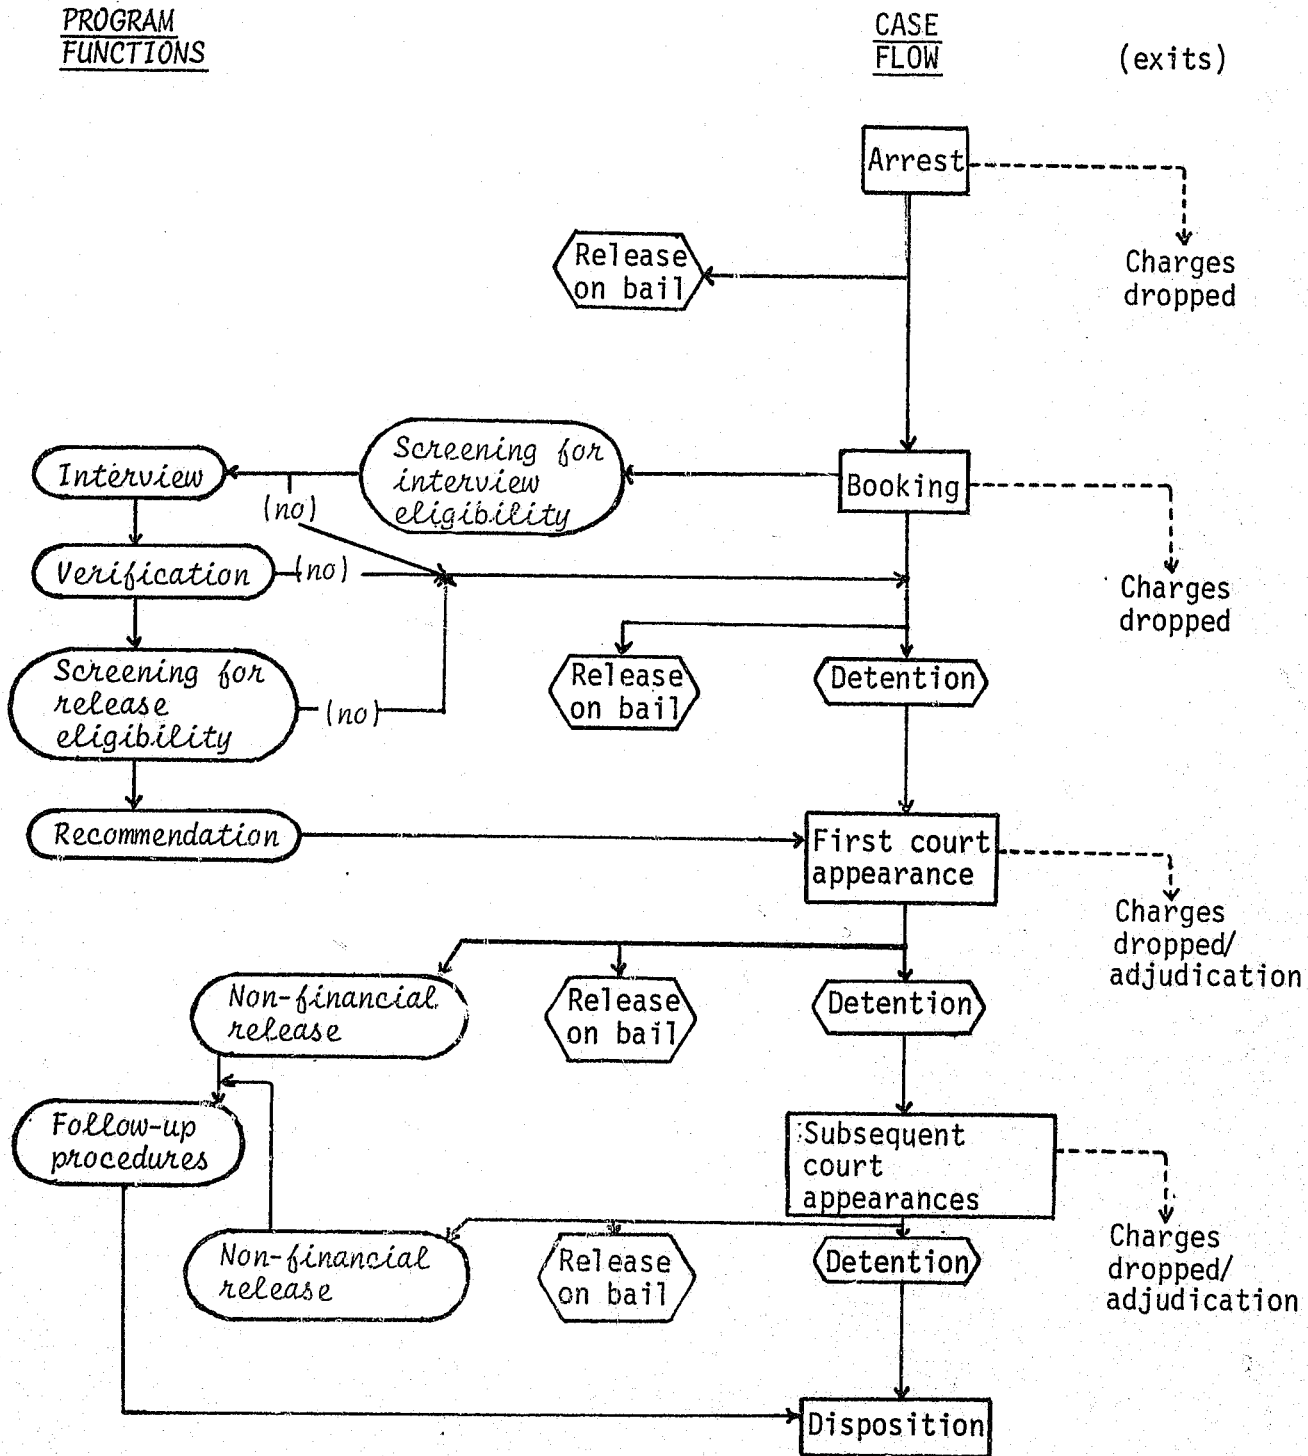 PROGRAM
FUNCTIONS
CASE
FLOW
(exits)
Arrest
Release
on bail
Charges
dropped
Interview
(no)
Screening for
interview
eligibility
Booking
Verification
(no)
Charges
dropped
Screening for
release
eligibility
(no)
Release
on bail
Detention
Recommendation
First court
appearance
Charges
dropped/
adjudication
Non-financial
release
Release
on bail
Detention
Follow-up
procedures
Subsequent
court
appearances
Non-financial
release
Release
on bail
Detention
Charges
dropped/
adjudication
Disposition